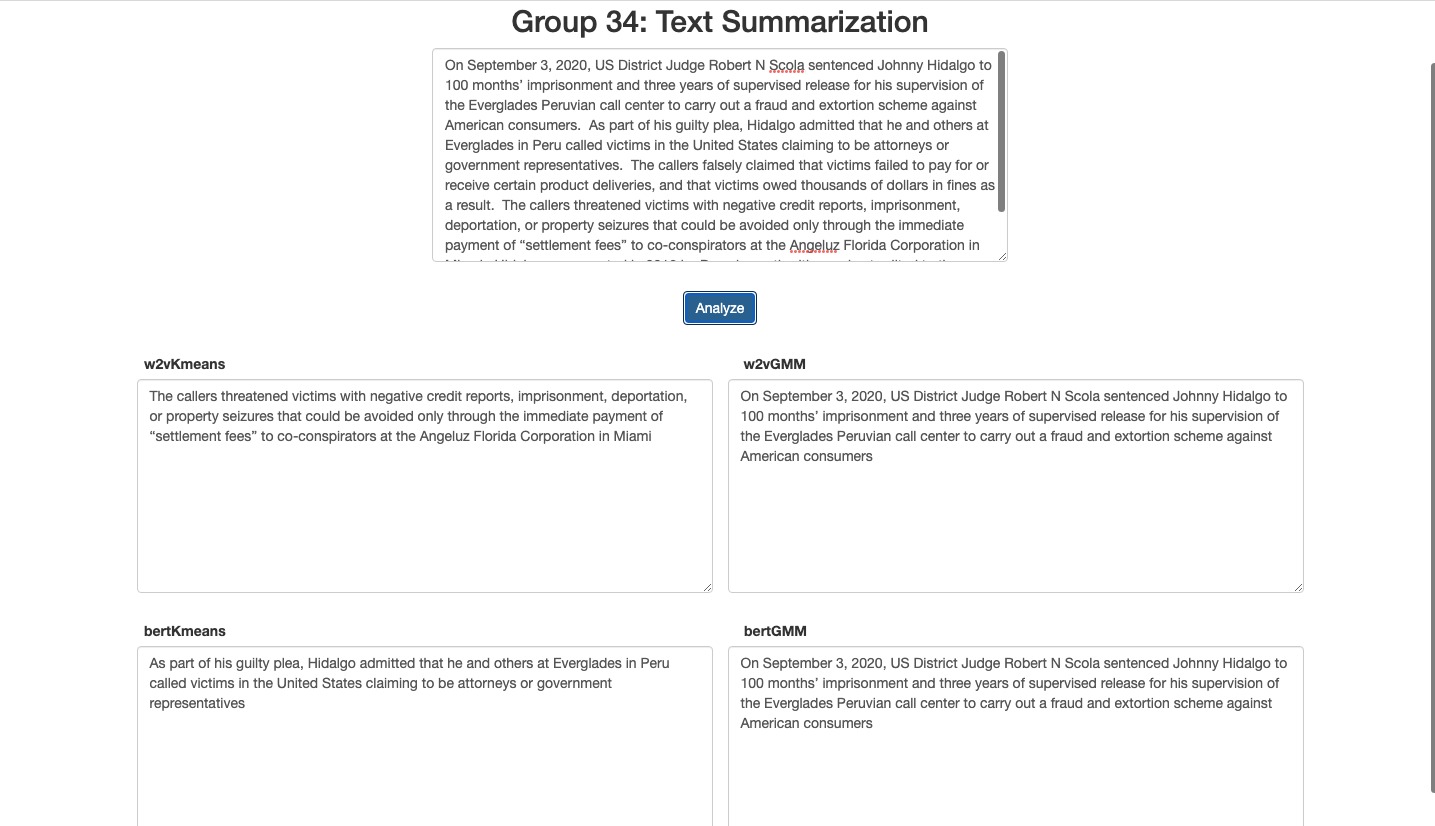 Group 34: Text Summarization
On September 3, 2020, US District Judge Robert N Scola sentenced Johnny Hidalgo to
100 months’ imprisonment and three years of supervised release for his supervision of
the Everglades Peruvian call center to carry out a fraud and extortion scheme against
American consumers.  As part of his guilty plea, Hidalgo admitted that he and others at
Everglades in Peru called victims in the United States claiming to be attorneys or
government representatives.  The callers falsely claimed that victims failed to pay for or
receive certain product deliveries, and that victims owed thousands of dollars in fines as
a result.  The callers threatened victims with negative credit reports, imprisonment,
deportation, or property seizures that could be avoided only through the immediate
payment of “settlement fees” to co-conspirators at the Angeluz Florida Corporation in
Analyze
w2vKmeans
The callers threatened victims with negative credit reports, imprisonment, deportation,
or property seizures that could be avoided only through the immediate payment of
“settlement fees” to co-conspirators at the Angeluz Florida Corporation in Miami
w2vGMM
On September 3, 2020, US District Judge Robert N Scola sentenced Johnny Hidalgo to
100 months’ imprisonment and three years of supervised release for his supervision of
the Everglades Peruvian call center to carry out a fraud and extortion scheme against
American consumers
bertKmeans
As part of his guilty plea, Hidalgo admitted that he and others at Everglades in Peru
called victims in the United States claiming to be attorneys or government
representatives
bertGMM
On September 3, 2020, US District Judge Robert N Scola sentenced Johnny Hidalgo to
100 months’ imprisonment and three years of supervised release for his supervision of
the Everglades Peruvian call center to carry out a fraud and extortion scheme against
American consumers